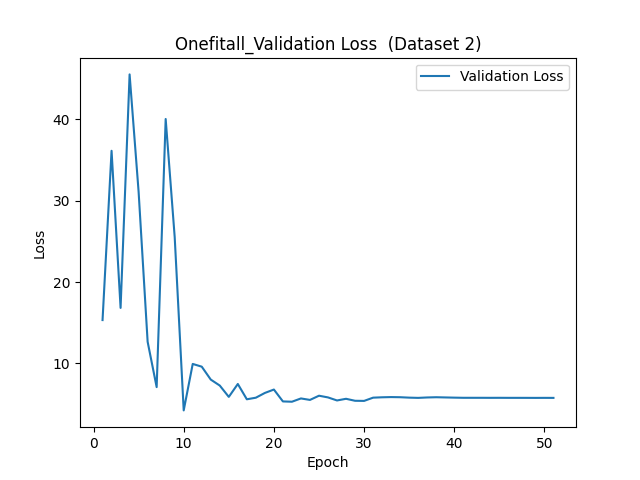 Onefitall_Validation Loss  (Dataset 2)
Validation Loss
Loss
40
30
20
10
0 10 20 30 40 50
Epoch